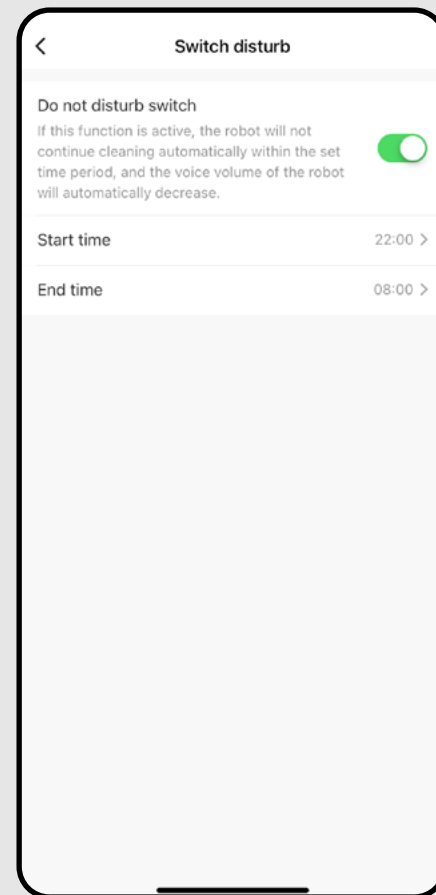 Switch disturb
Do not disturb switch
If this function is active, the robot will not
continue cleaning automatically within the set
time period, and the voice volume of the robot
will automatically decrease.
Start time 22:00 >
End time 08:00 >